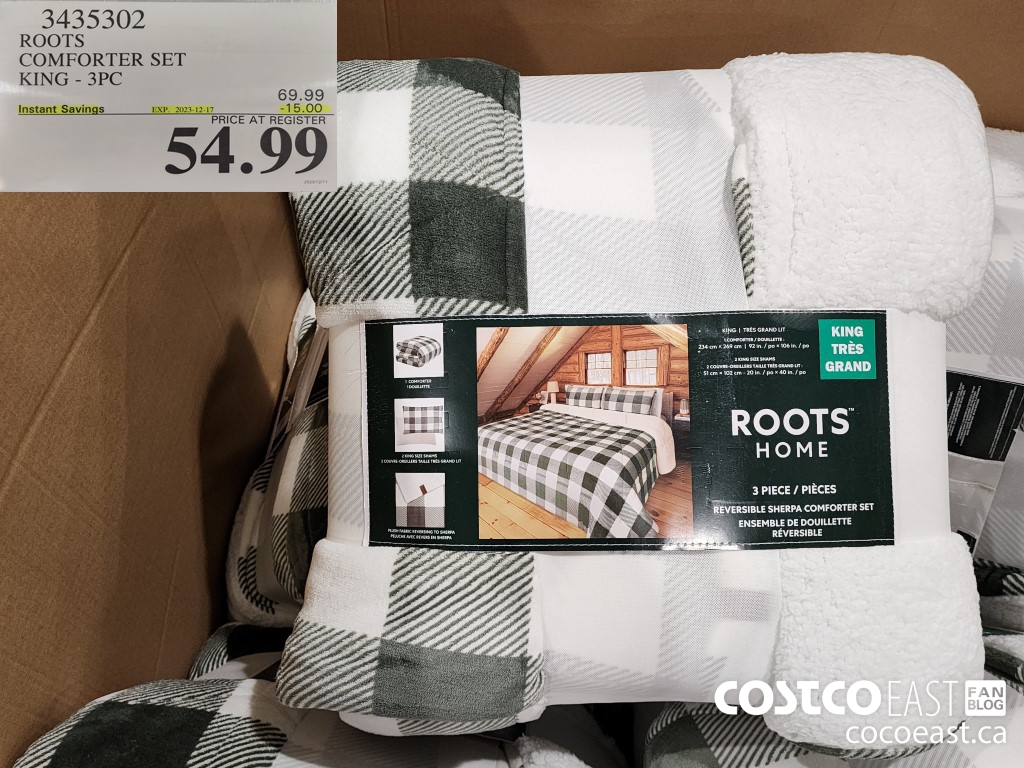 3435302
ROOTS
COMFORTER SET
KING - 3PC
69.99
Instant Savings EXP. 2023-12-17 -15.00
PRICE AT REGISTER
54.99
KING | TRÈS GRAND LIT
1 COMFORTER / DOUILLETTE :
234 cm × 269 cm | 92 in. / po × 106 in. / po
2 KING SIZE SHAMS
2 COUVRE-OREILLERS TAILLE TRÈS GRAND LIT :
51 cm × 102 cm - 20 in. / po × 40 in. / po
KING
TRÈS
GRAND
1 COMFORTER
1 DOUILLETTE
2 KING SIZE SHAMS
2 COUVRE-OREILLERS TAILLE TRÈS GRAND LIT
PLUSH FABRIC REVERSING TO SHERPA
PELUCHE AVEC REVERS EN SHERPA
ROOTS™
HOME
3 PIECE / PIÈCES
REVERSIBLE SHERPA COMFORTER SET
ENSEMBLE DE DOUILLETTE
RÉVERSIBLE
COSTCO EAST FAN BLOG
cocoeast.ca